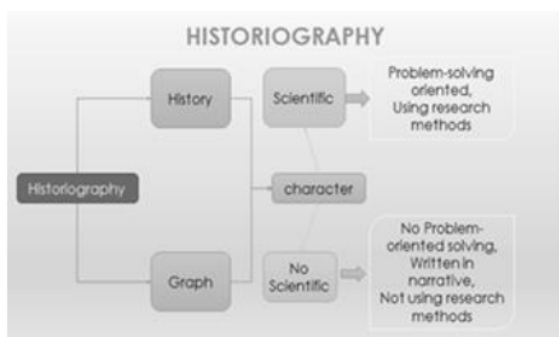 HISTORIOGRAPHY
Historiography
History
Graph
Scientific
character
No
Scientific
Problem-solving
oriented,
Using research
methods
No Problem-
oriented solving,
Written in
narrative,
Not using research
methods